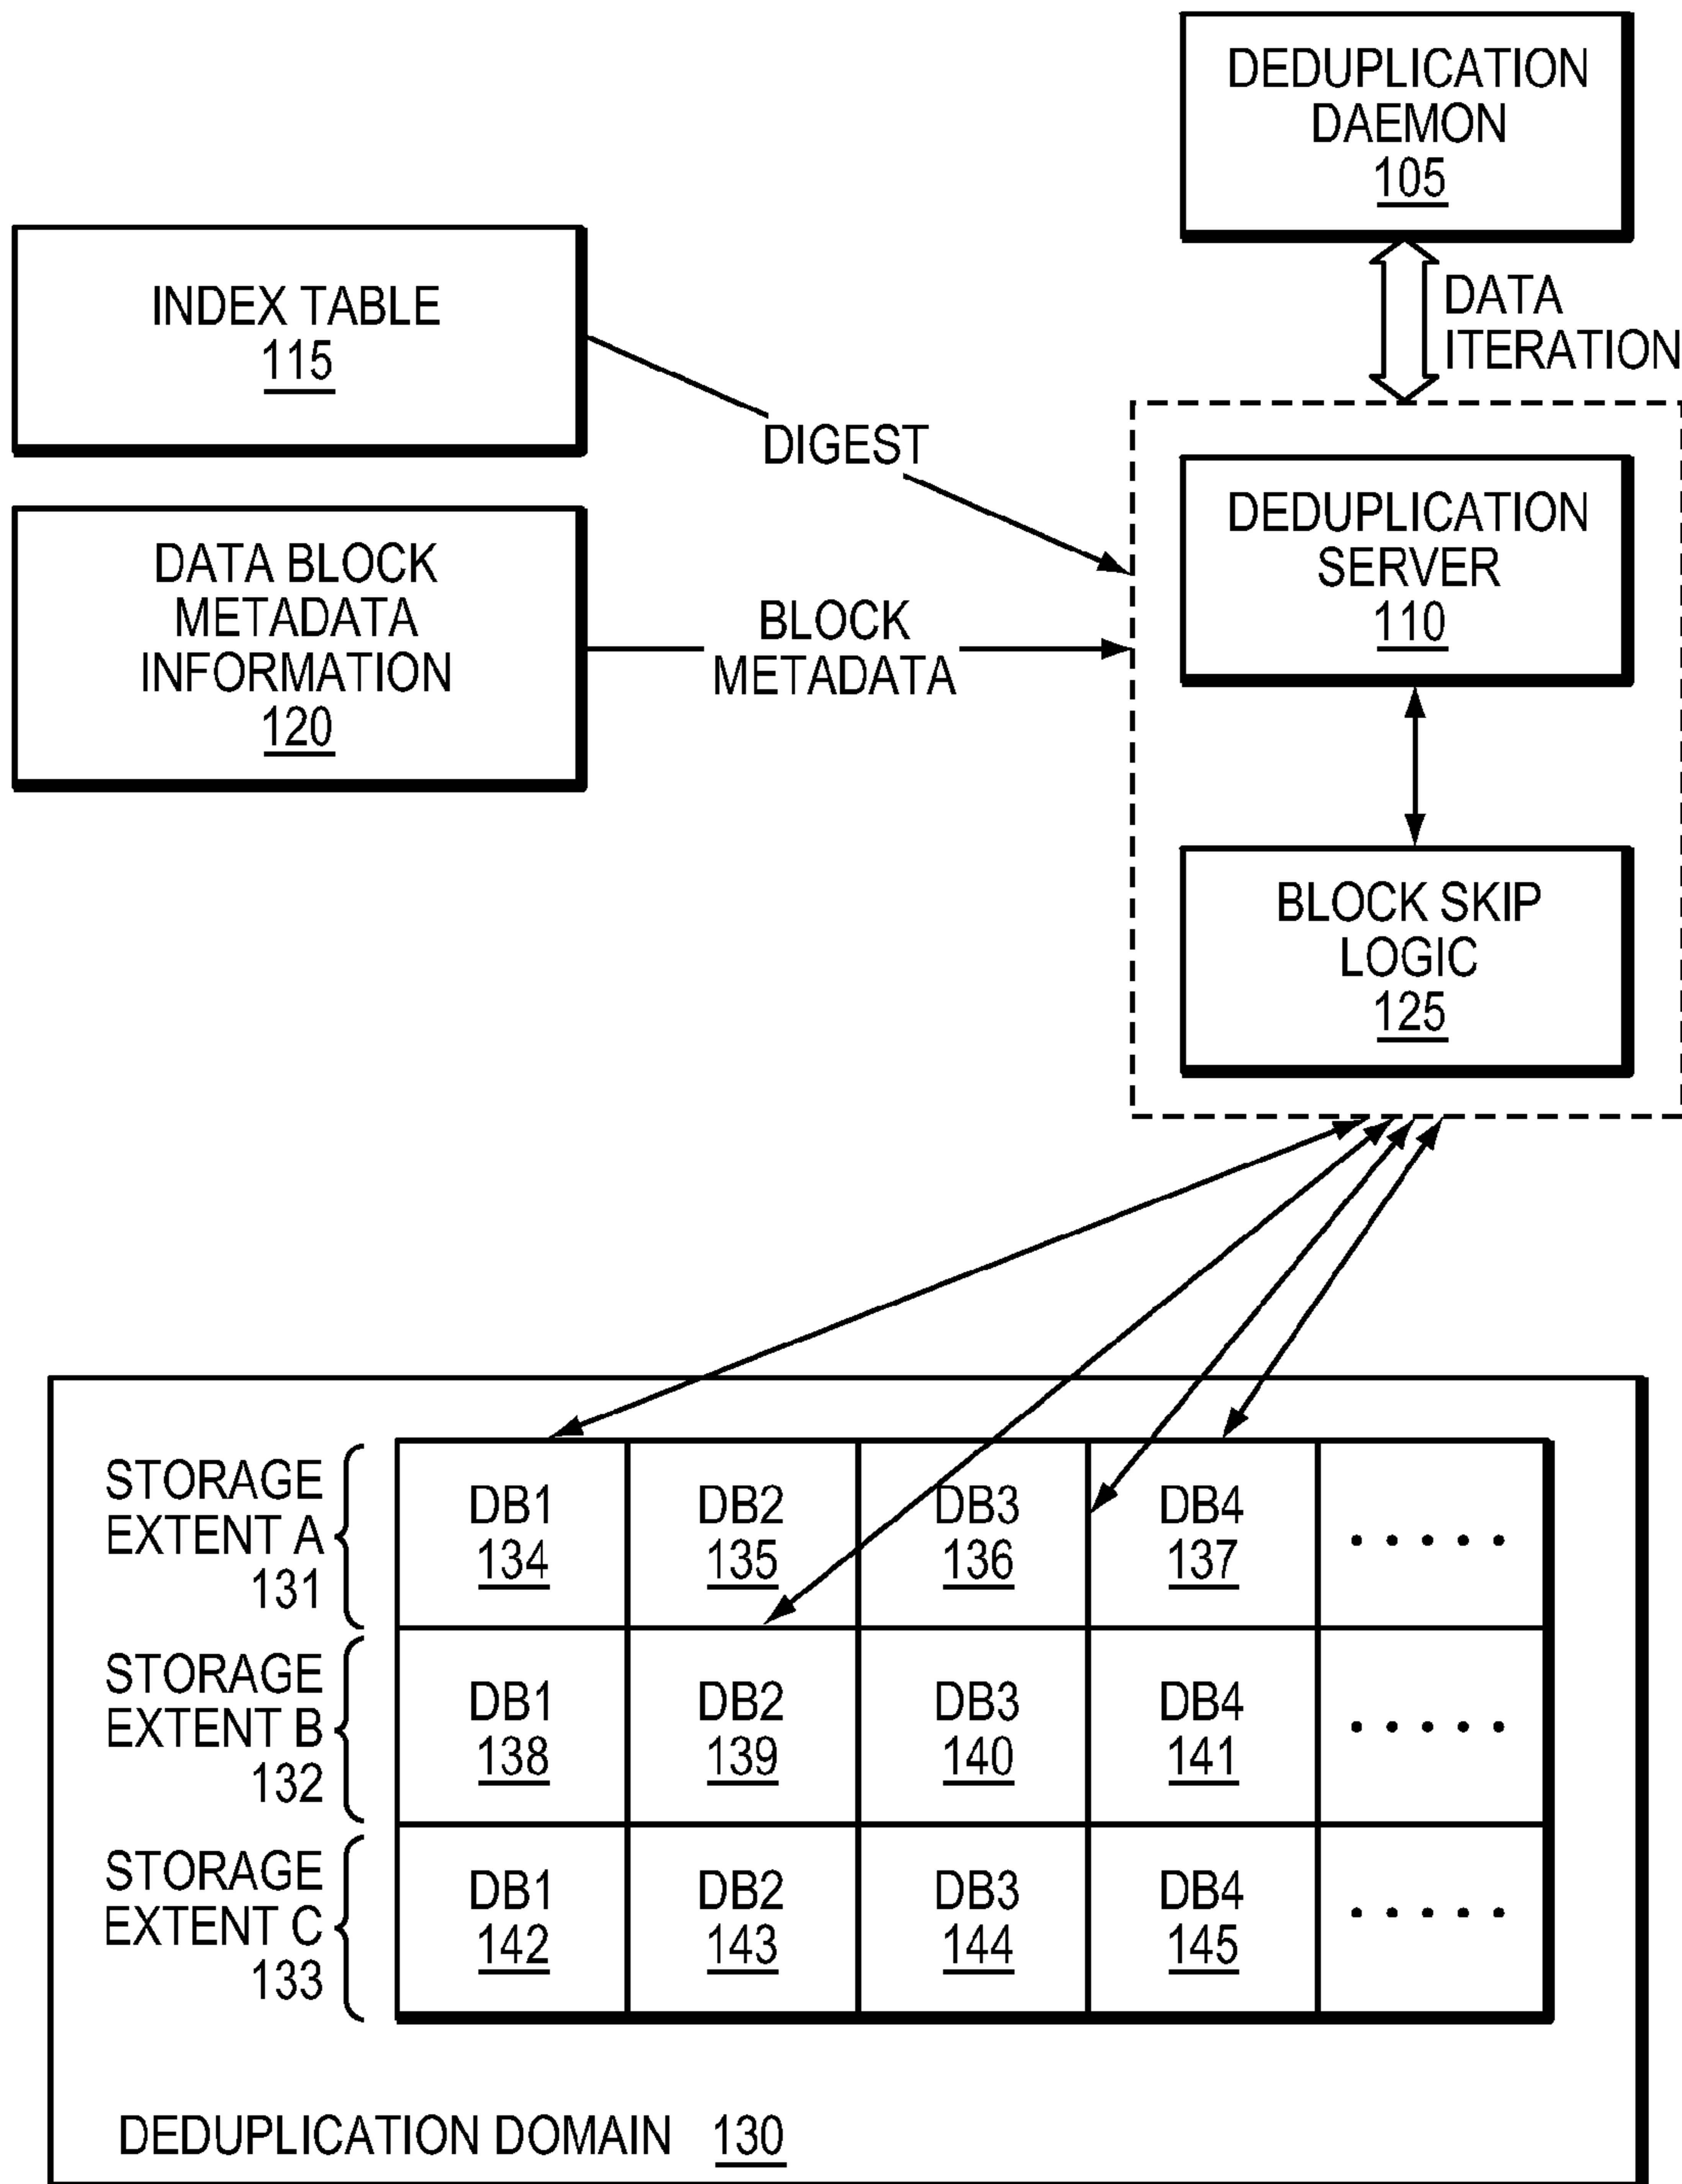 DEDUPLICATION
DAEMON
105
INDEX TABLE
115
DATA
ITERATION
DIGEST
DEDUPLICATION
SERVER
110
DATA BLOCK
METADATA
INFORMATION
120
BLOCK
METADATA
BLOCK SKIP
LOGIC
125
STORAGE
EXTENT A
131
DB1
134
DB2
135
DB3
136
DB4
137
.....
STORAGE
EXTENT B
132
DB1
138
DB2
139
DB3
140
DB4
141
.....
STORAGE
EXTENT C
133
DB1
142
DB2
143
DB3
144
DB4
145
.....
DEDUPLICATION DOMAIN 130